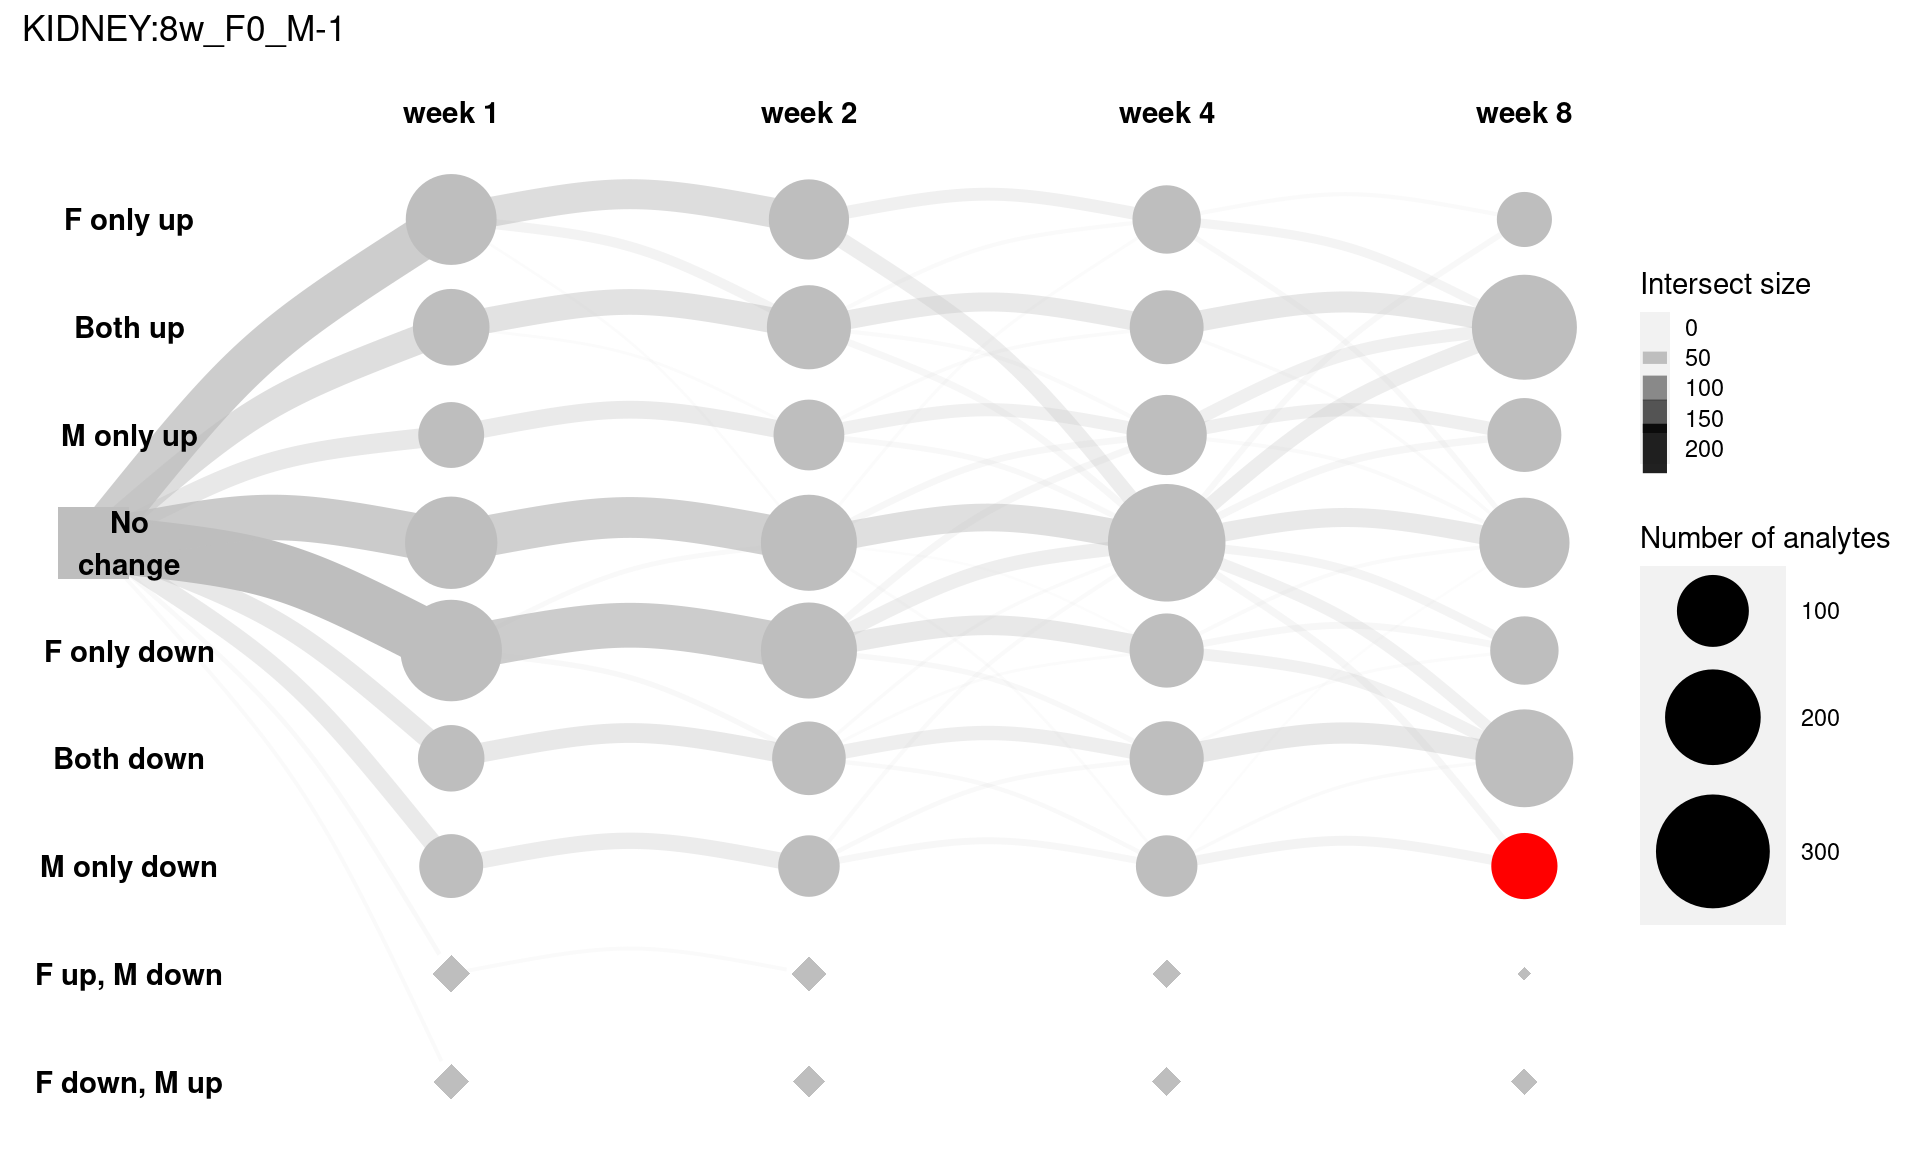 KIDNEY:8w_F0_M-1
week 1
week 2
week 4
week 8
F only up
Both up
M only up
No
change
F only down
Both down
M only down
F up, M down
F down, M up
Intersect size
0
50
100
150
200
Number of analytes
100
200
300